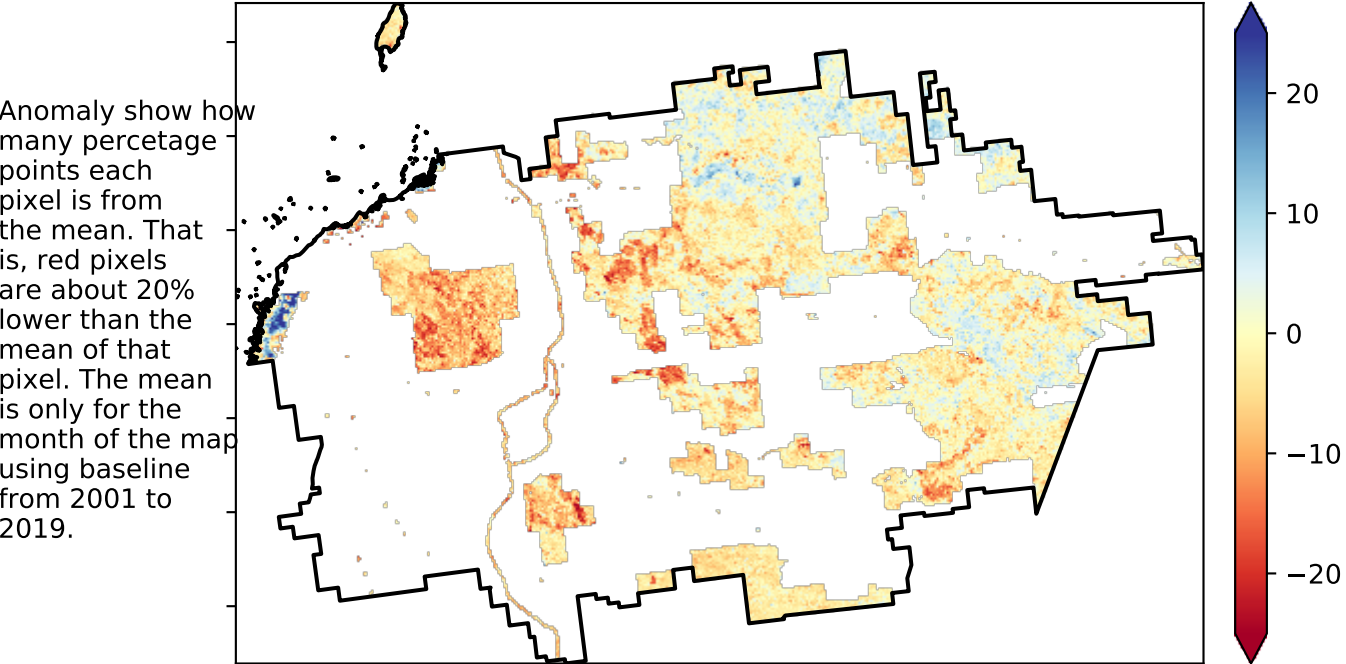 Anomaly show how
many percetage
points each
pixel is from
the mean. That
is, red pixels
are about 20%
lower than the
mean of that
pixel. The mean
is only for the
month of the map
using baseline
from 2001 to
2019.
20
10
0
−10
−20